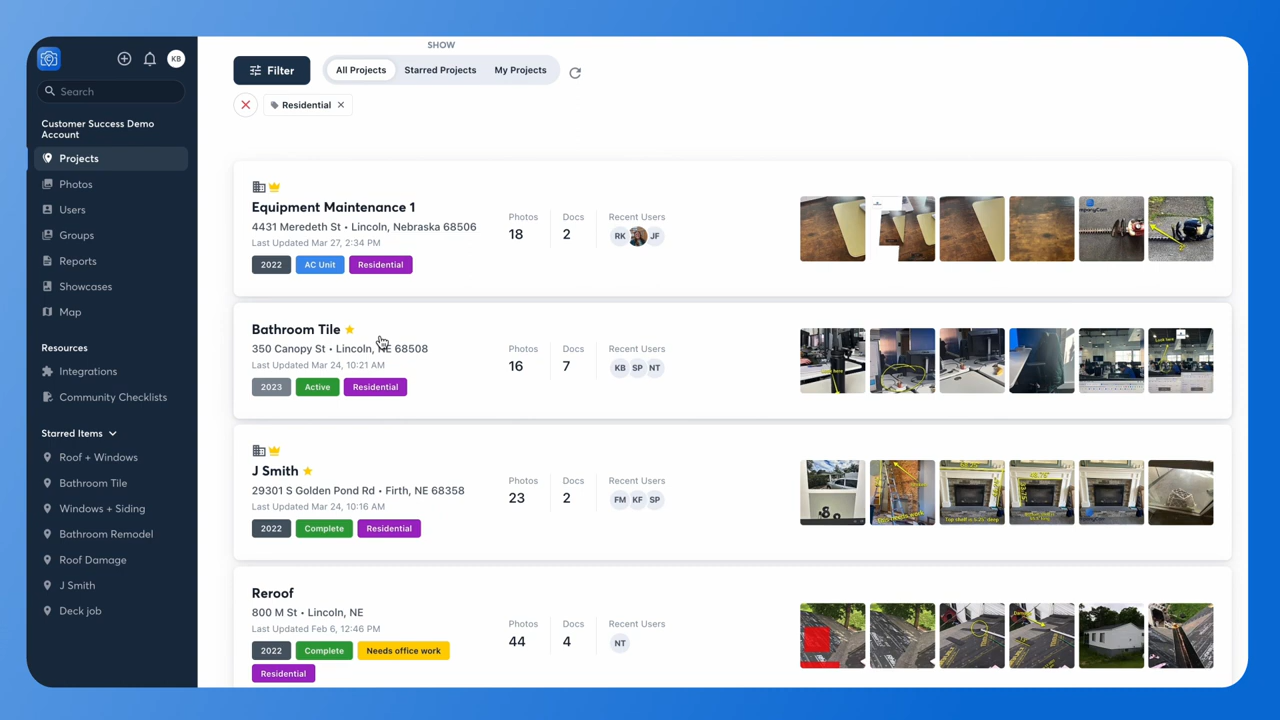 KB
Search
Customer Success Demo
Account
Projects
Photos
Users
Groups
Reports
Showcases
Map
Resources
Integrations
Community Checklists
Starred Items
Roof + Windows
Bathroom Tile
Windows + Siding
Bathroom Remodel
Roof Damage
J Smith
Deck job
SHOW
Filter
All Projects
Starred Projects
My Projects
Residential
Equipment Maintenance 1
4431 Meredeth St • Lincoln, Nebraska 68506
Last Updated Mar 27, 2:34 PM
2022 AC Unit Residential
Photos Docs Recent Users
18 2 RK JF
Bathroom Tile
350 Canopy St • Lincoln, NE 68508
Last Updated Mar 24, 10:21 AM
2023 Active Residential
Photos Docs Recent Users
16 7 KB SP NT
Look here
J Smith
29301 S Golden Pond Rd • Firth, NE 68358
Last Updated Mar 24, 10:16 AM
2022 Complete Residential
Photos Docs Recent Users
23 2 FM KF SP
Reroof
800 M St • Lincoln, NE
Last Updated Feb 6, 12:46 PM
2022 Complete Needs office work
Residential
Photos Docs Recent Users
44 4 NT